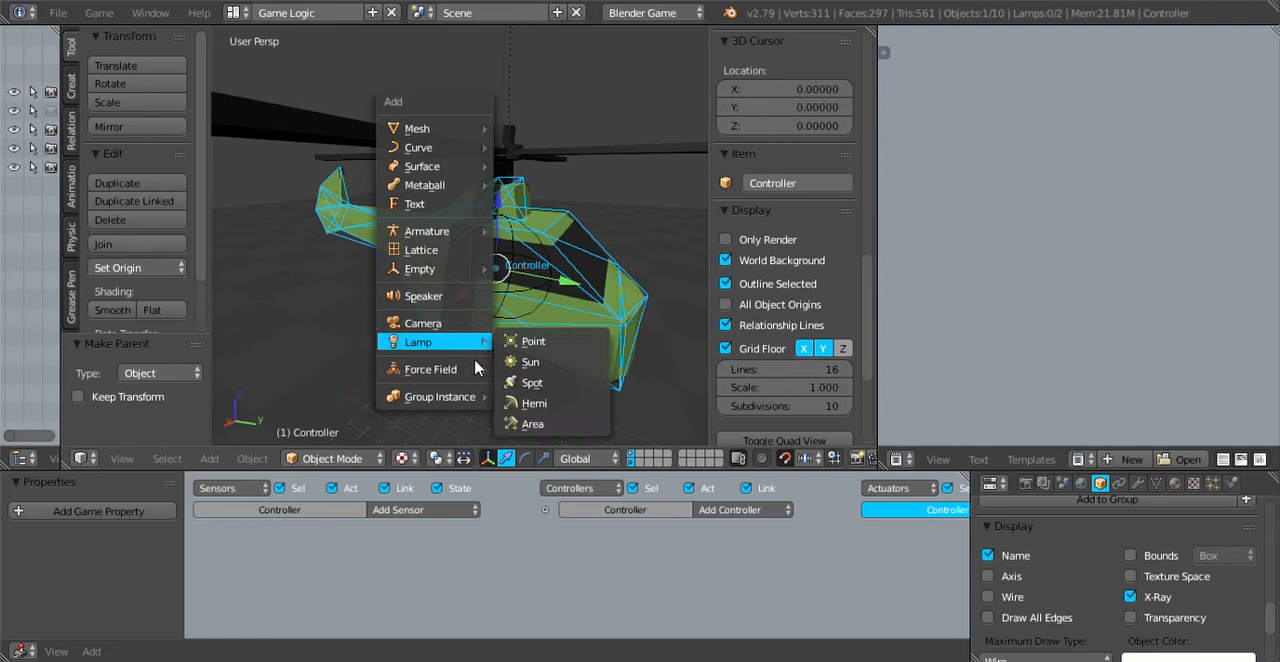 File Game Window Help Game Logic Scene Blender Game v2.79 | Verts:311 | Faces:297 | Tris:561 | Objects:1/10 | Lamps:0/2 | Mem:21.81M | Controller
Tool
Creat
Relation
Animatio
Physic
Grease Pen
Transform
Translate
Rotate
Scale
Mirror
Edit
Duplicate
Duplicate Linked
Delete
Join
Set Origin
Shading:
Smooth Flat
Make Parent
Type: Object
Keep Transform
User Persp
Add
Mesh
Curve
Surface
Metaball
Text
Armature
Lattice
Empty
Speaker
Camera
Lamp
Force Field
Group Instance
Point
Sun
Spot
Hemi
Area
Controller
z
y
(1) Controller
3D Cursor
Location:
X: 0.00000
Y: 0.00000
Z: 0.00000
Item
Controller
Display
Only Render
World Background
Outline Selected
All Object Origins
Relationship Lines
Grid Floor X Y Z
Lines: 16
Scale: 1.000
Subdivisions: 10
Toggle Quad View
View Select Add Object Object Mode Global
View Text Templates New Open
Properties
Add Game Property
Sensors Sel Act Link State
Controller Add Sensor
Controllers Sel Act Link
Controller Add Controller
Actuators
Add to Group
Display
Name
Axis
Wire
Draw All Edges
Bounds Box
Texture Space
X-Ray
Transparency
Maximum Draw Type:
Object Color:
Wire
View Add